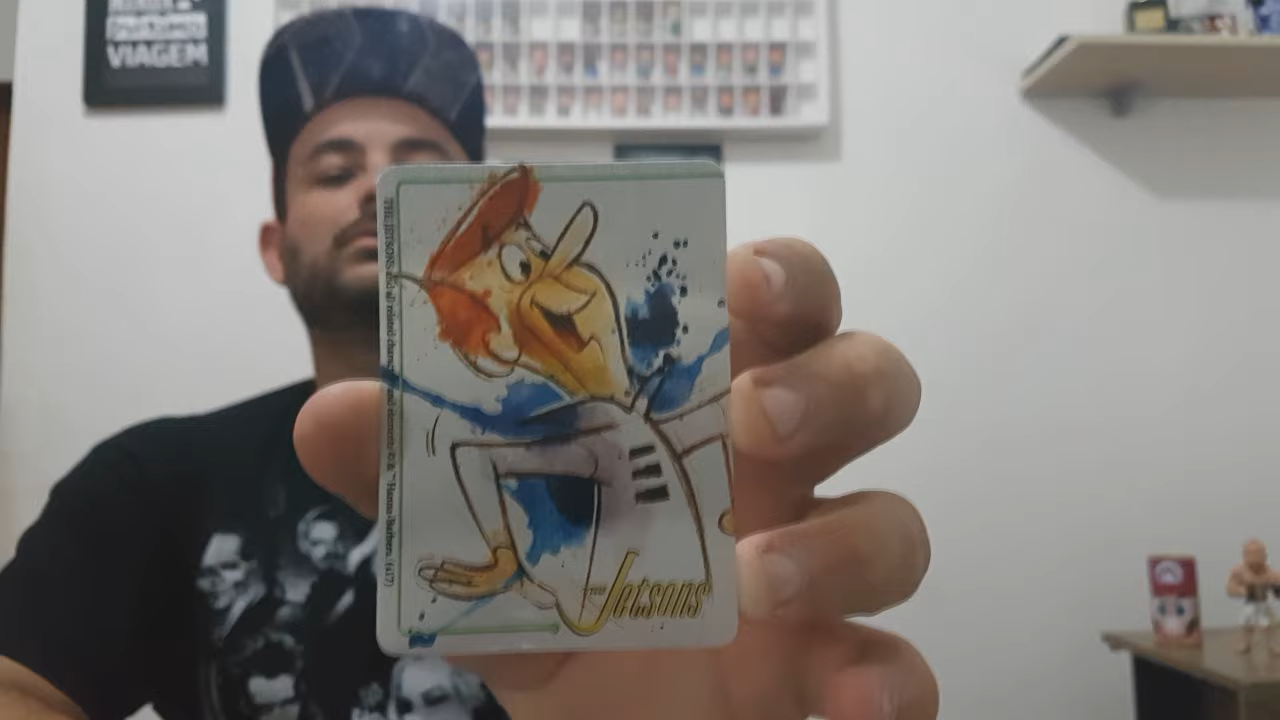 VIAGEM
THE JETSONS and all related characters and elements © & ™ Hanna-Barbera. (s17)
THE Jetsons